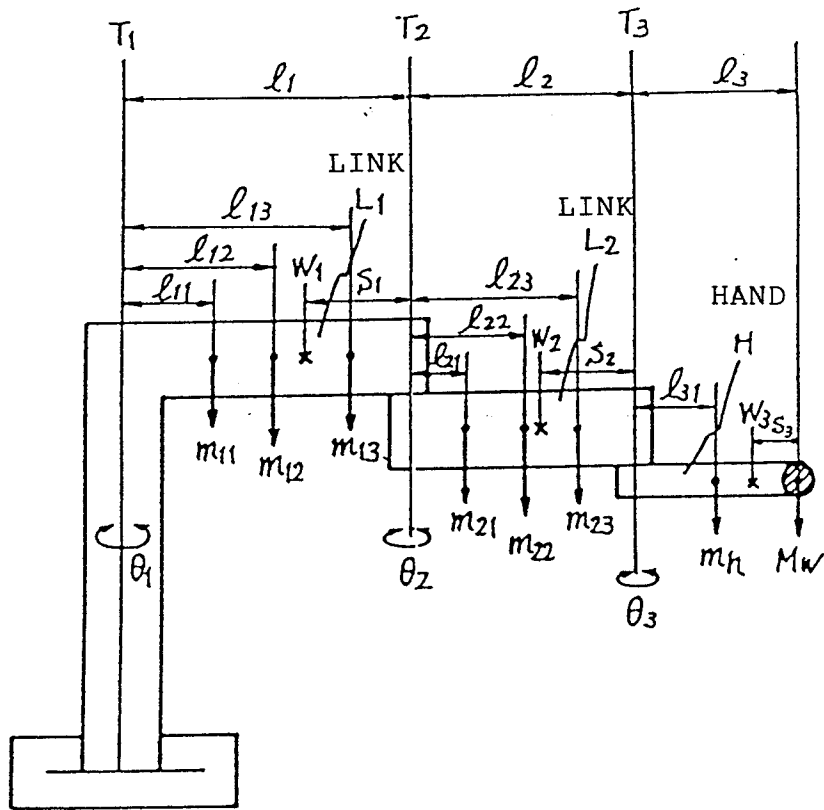 T1 T2 T3
l1 l2 l3
LINK
L1
l13
LINK
L2
l12
W1
S1
l23
HAND
l11
l22
W2
S2
H
l21
l31
W3 S3
m11
m12
m13
m21
m22
m23
mh
Mw
θ1
θ2
θ3